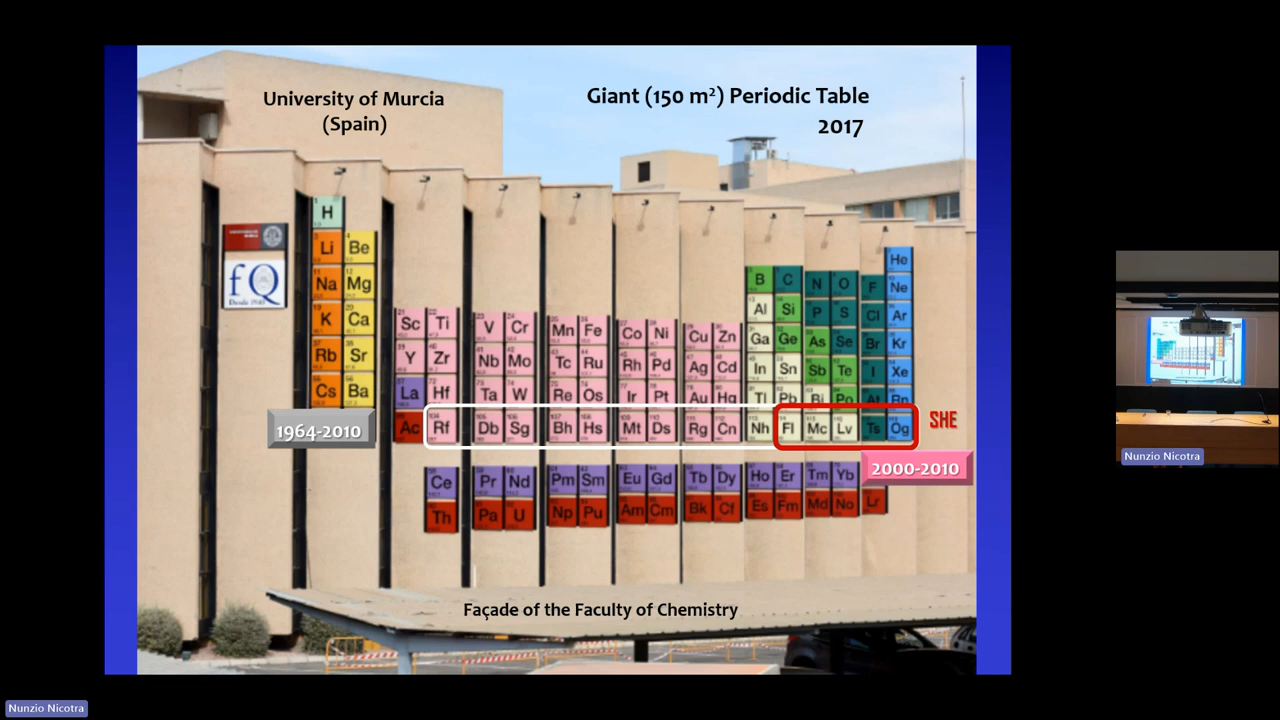 University of Murcia
(Spain)
Giant (150 m²) Periodic Table
2017
fQ
H
He
Li Be
B C N O F Ne
Na Mg
Al Si P S Cl Ar
K Ca Sc Ti V Cr Mn Fe Co Ni Cu Zn Ga Ge As Se Br Kr
Rb Sr Y Zr Nb Mo Tc Ru Rh Pd Ag Cd In Sn Sb Te I Xe
Cs Ba La Hf Ta W Re Os Ir Pt Au Hg Tl Pb Bi Po At Rn
1964-2010
Ac Rf Db Sg Bh Hs Mt Ds Rg Cn Nh Fl Mc Lv Ts Og
SHE
2000-2010
Ce Pr Nd Pm Sm Eu Gd Tb Dy Ho Er Tm Yb
Th Pa U Np Pu Am Cm Bk Cf Es Fm Md No Lr
Façade of the Faculty of Chemistry
Nunzio Nicotra
Nunzio Nicotra